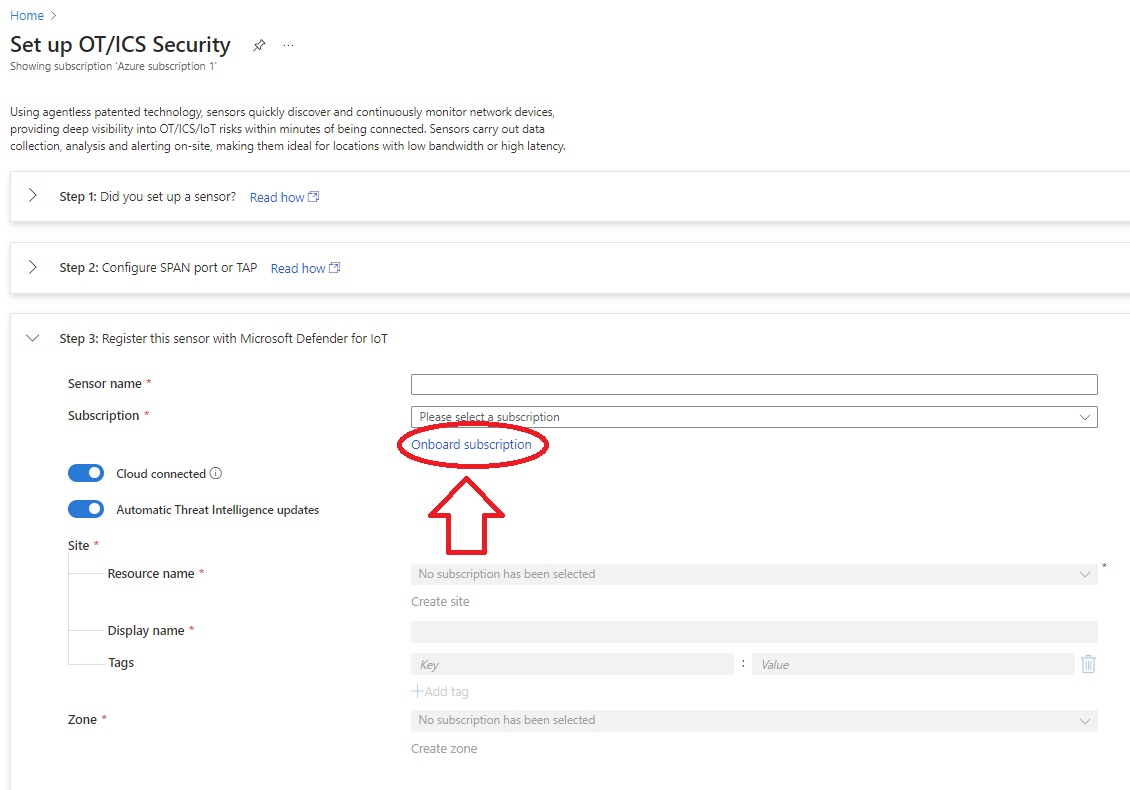 Home >
Set up OT/ICS Security ...
Showing subscription 'Azure subscription 1'
Using agentless patented technology, sensors quickly discover and continuously monitor network devices,
providing deep visibility into OT/ICS/IoT risks within minutes of being connected. Sensors carry out data
collection, analysis and alerting on-site, making them ideal for locations with low bandwidth or high latency.
Step 1: Did you set up a sensor? Read how
Step 2: Configure SPAN port or TAP Read how
Step 3: Register this sensor with Microsoft Defender for IoT
Sensor name *
Subscription * Please select a subscription
Onboard subscription
Cloud connected
Automatic Threat Intelligence updates
Site *
Resource name * No subscription has been selected *
Create site
Display name *
Tags Key : Value
+Add tag
Zone * No subscription has been selected
Create zone